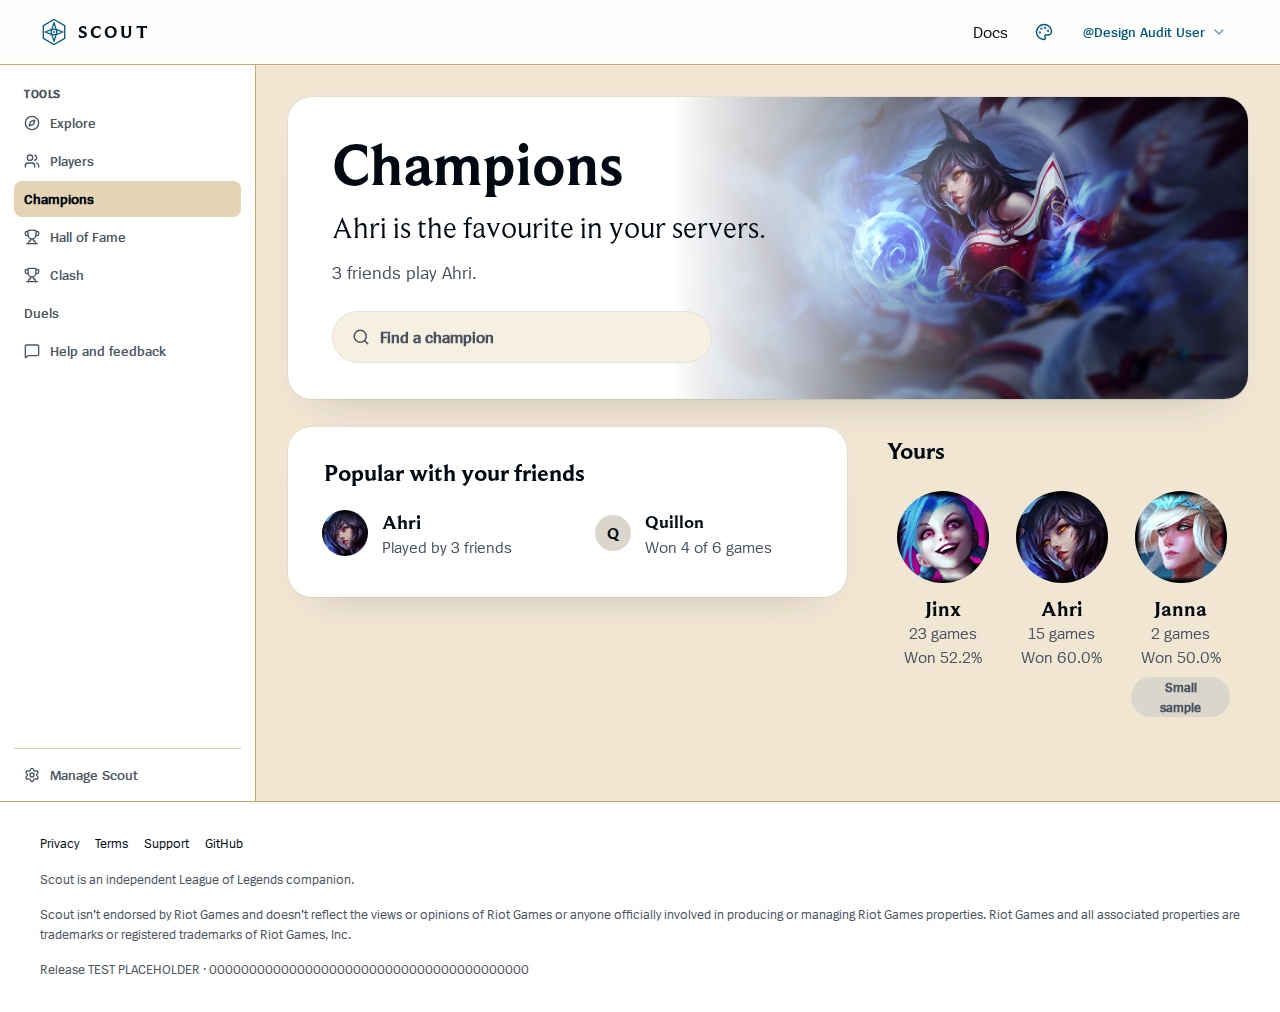 SCOUT
Docs
@Design Audit User
TOOLS
Explore
Players
Champions
Hall of Fame
Clash
Duels
Help and feedback
Manage Scout
Champions
Ahri is the favourite in your servers.
3 friends play Ahri.
Find a champion
Popular with your friends
Ahri
Played by 3 friends
Q
Quillon
Won 4 of 6 games
Yours
Jinx
23 games
Won 52.2%
Ahri
15 games
Won 60.0%
Janna
2 games
Won 50.0%
Small
sample
Privacy Terms Support GitHub
Scout is an independent League of Legends companion.
Scout isn't endorsed by Riot Games and doesn't reflect the views or opinions of Riot Games or anyone officially involved in producing or managing Riot Games properties. Riot Games and all associated properties are
trademarks or registered trademarks of Riot Games, Inc.
Release TEST PLACEHOLDER · 0000000000000000000000000000000000000000